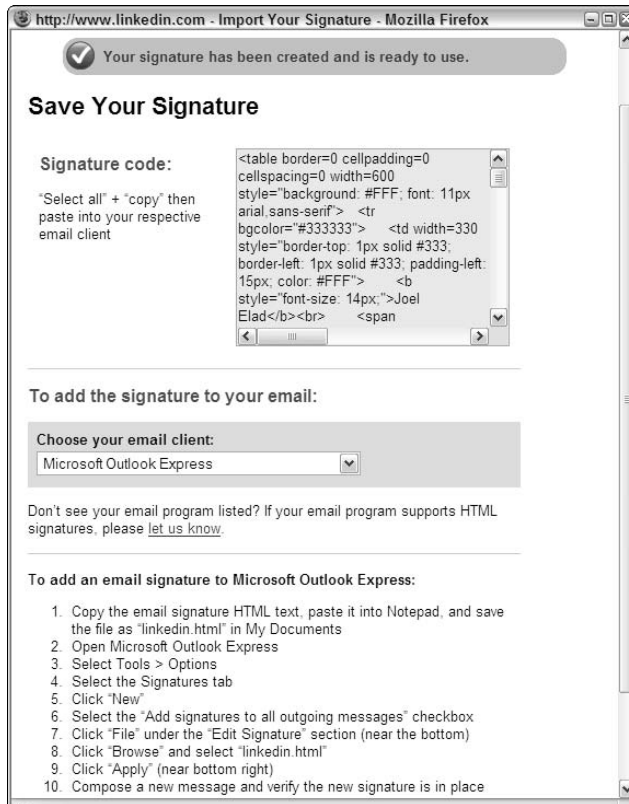 http://www.linkedin.com - Import Your Signature - Mozilla Firefox
Your signature has been created and is ready to use.
Save Your Signature
Signature code:
“Select all” + “copy” then
paste into your respective
email client
<table border=0 cellpadding=0
cellspacing=0 width=600
style="background: #FFF; font: 11px
arial,sans-serif"> <tr
bgcolor="#333333"> <td width=330
style="border-top: 1px solid #333;
border-left: 1px solid #333; padding-left:
15px; color: #FFF"> <b
style="font-size: 14px;">Joel
Elad</b><br> <span
To add the signature to your email:
Choose your email client:
Microsoft Outlook Express
Don’t see your email program listed? If your email program supports HTML
signatures, please let us know.
To add an email signature to Microsoft Outlook Express:
1. Copy the email signature HTML text, paste it into Notepad, and save
the file as “linkedin.html” in My Documents
2. Open Microsoft Outlook Express
3. Select Tools > Options
4. Select the Signatures tab
5. Click “New”
6. Select the “Add signatures to all outgoing messages” checkbox
7. Click “File” under the “Edit Signature” section (near the bottom)
8. Click “Browse” and select “linkedin.html”
9. Click “Apply” (near bottom right)
10. Compose a new message and verify the new signature is in place